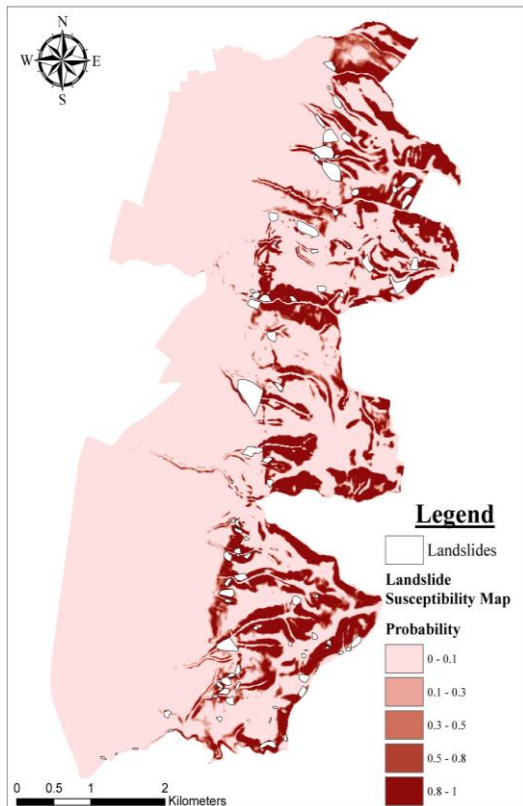 N
W E
S
Legend
Landslides
Landslide
Susceptibility Map
Probability
0 - 0.1
0.1 - 0.3
0.3 - 0.5
0.5 - 0.8
0.8 - 1
0 0.5 1 2
Kilometers